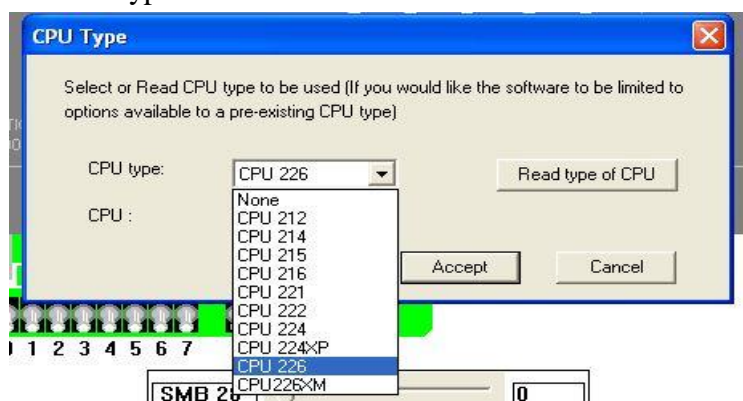 CPU Type
Select or Read CPU type to be used (If you would like the software to be limited to
options available to a pre-existing CPU type)
CPU type:
CPU 226
Read type of CPU
CPU :
None
CPU 212
CPU 214
CPU 215
CPU 216
CPU 221
CPU 222
CPU 224
CPU 224XP
CPU 226
CPU226XM
Accept
Cancel
1 2 3 4 5 6 7
SMB 28
0